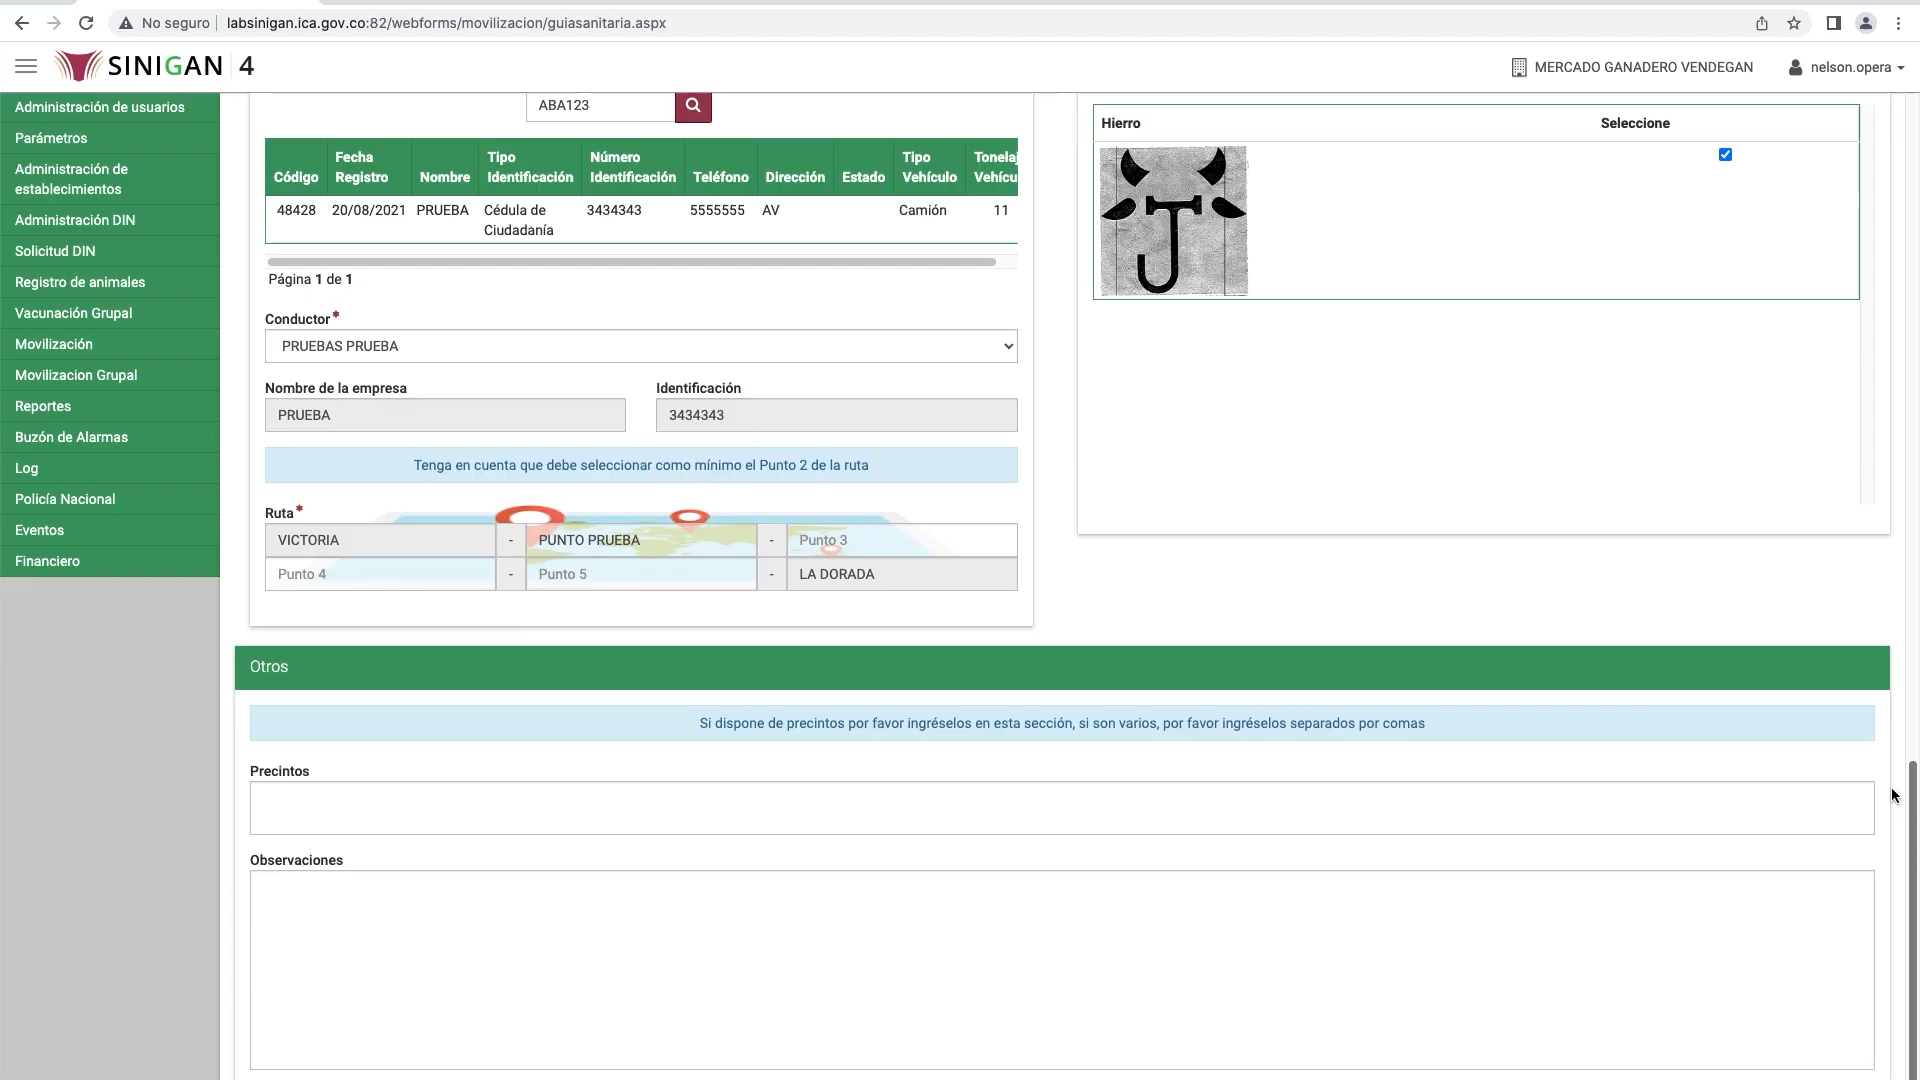 No seguro
labsinigan.ica.gov.co:82/webforms/movilizacion/guiasanitaria.aspx
SINIGAN 4
MERCADO GANADERO VENDEGAN
nelson.opera
Administración de usuarios
Parámetros
Administración de
establecimientos
Administración DIN
Solicitud DIN
Registro de animales
Vacunación Grupal
Movilización
Movilizacion Grupal
Reportes
Buzón de Alarmas
Log
Policía Nacional
Eventos
Financiero
ABA123
Código Fecha Registro Nombre Tipo Identificación Número Identificación Teléfono Dirección Estado Tipo Vehículo Tonelaj Vehícu
48428 20/08/2021 PRUEBA Cédula de Ciudadanía 3434343 5555555 AV Camión 11
Página 1 de 1
Conductor*
PRUEBAS PRUEBA
Nombre de la empresa Identificación
PRUEBA 3434343
Tenga en cuenta que debe seleccionar como mínimo el Punto 2 de la ruta
Ruta*
VICTORIA - PUNTO PRUEBA - Punto 3
Punto 4 - Punto 5 - LA DORADA
Hierro Seleccione
J
Otros
Si dispone de precintos por favor ingréselos en esta sección, si son varios, por favor ingréselos separados por comas
Precintos
Observaciones